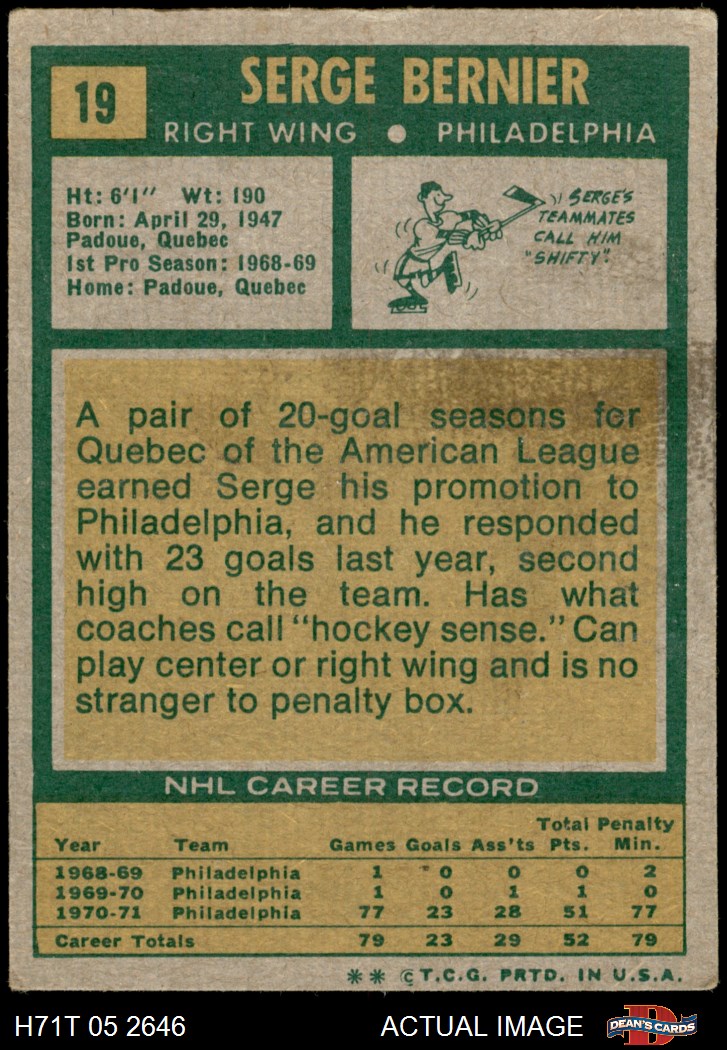 19
SERGE BERNIER
RIGHT WING ● PHILADELPHIA
Ht: 6'1" Wt: 190
Born: April 29, 1947
Padoue, Quebec
1st Pro Season: 1968-69
Home: Padoue, Quebec
SERGE'S
TEAMMATES
CALL HIM
"SHIFTY".
A pair of 20-goal seasons for
Quebec of the American League
earned Serge his promotion to
Philadelphia, and he responded
with 23 goals last year, second
high on the team. Has what
coaches call "hockey sense." Can
play center or right wing and is no
stranger to penalty box.
NHL CAREER RECORD
Total Penalty
Year Team Games Goals Ass'ts Pts. Min.
1968-69 Philadelphia 1 0 0 0 2
1969-70 Philadelphia 1 0 1 1 0
1970-71 Philadelphia 77 23 28 51 77
Career Totals 79 23 29 52 79
** © T.C.G. PRTD. IN U.S.A.
H71T 05 2646 ACTUAL IMAGE DEAN'S CARDS